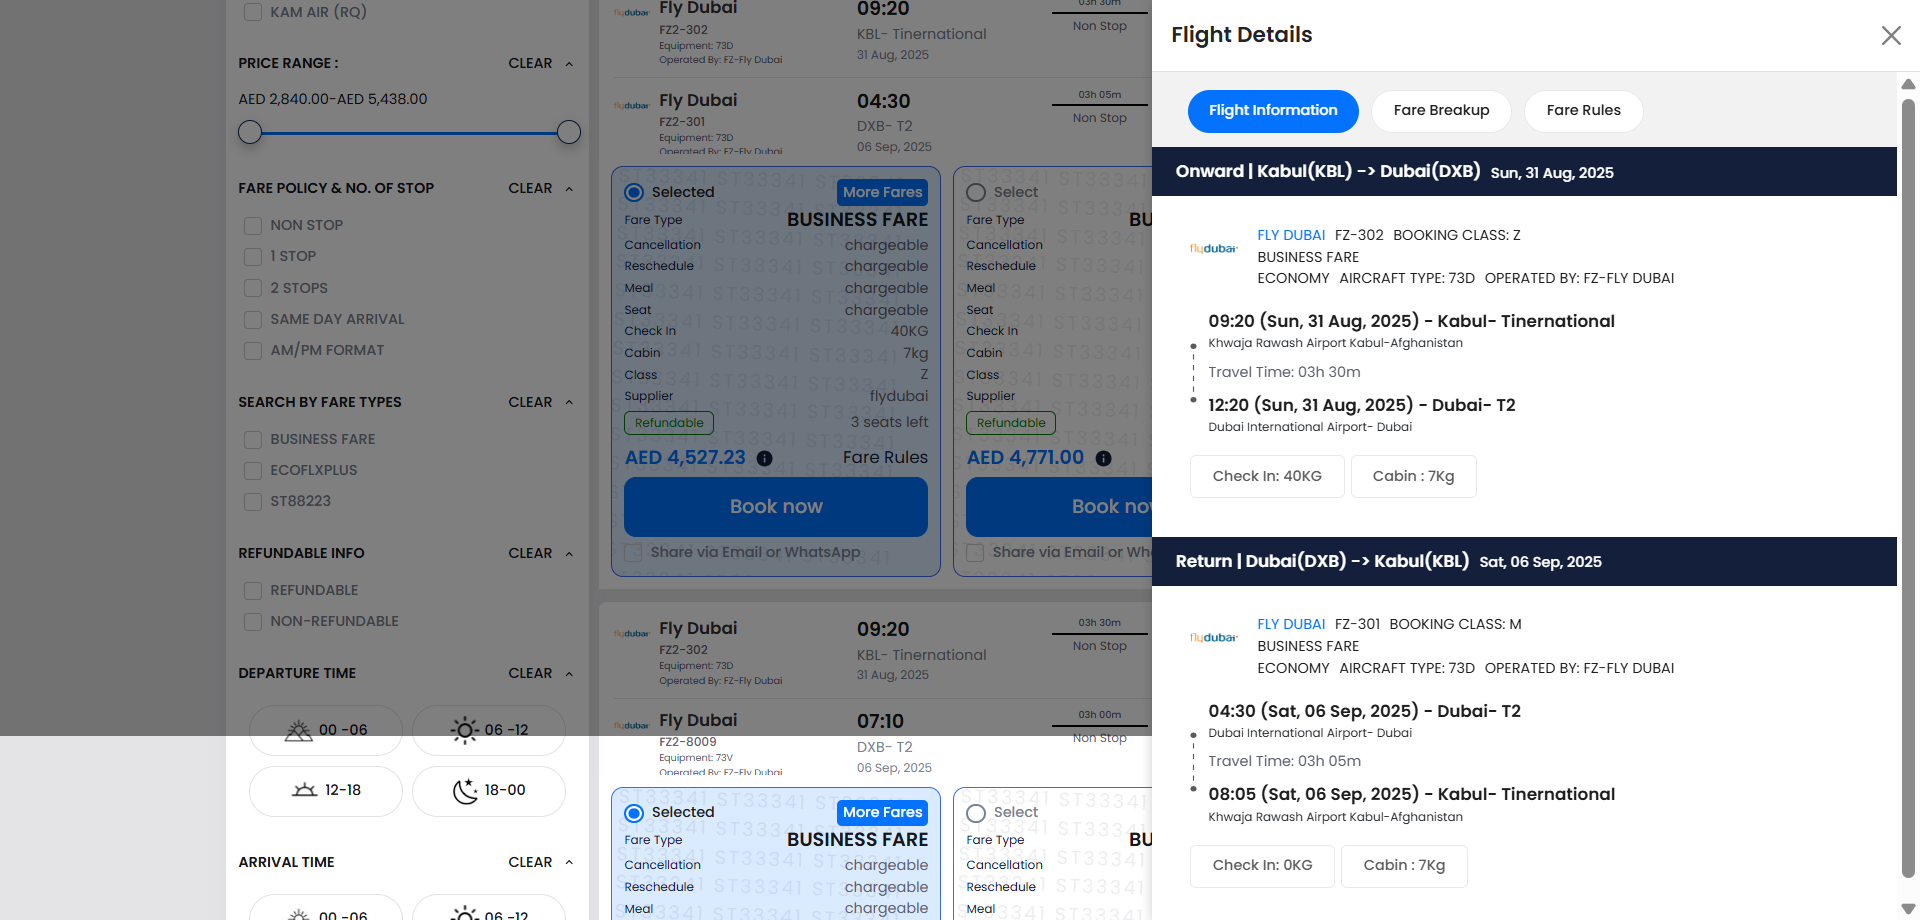 KAM AIR (RQ)
PRICE RANGE : CLEAR
AED 2,840.00-AED 5,438.00
FARE POLICY & NO. OF STOP CLEAR
NON STOP
1 STOP
2 STOPS
SAME DAY ARRIVAL
AM/PM FORMAT
SEARCH BY FARE TYPES CLEAR
BUSINESS FARE
ECOFLXPLUS
ST88223
REFUNDABLE INFO CLEAR
REFUNDABLE
NON-REFUNDABLE
DEPARTURE TIME CLEAR
00 -06 06 -12
12-18 18-00
ARRIVAL TIME CLEAR
00 -06 06 -12
flydubai Fly Dubai 09:20 03h 30m
FZ2-302 KBL- Tinernational Non Stop
Equipment: 73D 31 Aug, 2025
Operated By: FZ-Fly Dubai
flydubai Fly Dubai 04:30 03h 05m
FZ2-301 DXB- T2 Non Stop
Equipment: 73D 06 Sep, 2025
Operated By: FZ-Fly Dubai
Selected More Fares
Fare Type BUSINESS FARE
Cancellation chargeable
Reschedule chargeable
Meal chargeable
Seat chargeable
Check In 40KG
Cabin 7kg
Class Z
Supplier flydubai
Refundable 3 seats left
AED 4,527.23 Fare Rules
Book now
Share via Email or WhatsApp
ST33341
Select
Fare Type BU
Cancellation
Reschedule
Meal
Seat
Check In
Cabin
Class
Supplier
Refundable
AED 4,771.00
Book no
Share via Email or Wh
flydubai Fly Dubai 09:20 03h 30m
FZ2-302 KBL- Tinernational Non Stop
Equipment: 73D 31 Aug, 2025
Operated By: FZ-Fly Dubai
flydubai Fly Dubai 07:10 03h 00m
FZ2-8009 DXB- T2 Non Stop
Equipment: 73V 06 Sep, 2025
Operated By: FZ-Fly Dubai
Selected More Fares
Fare Type BUSINESS FARE
Cancellation chargeable
Reschedule chargeable
Meal chargeable
ST33341
Select
Fare Type BU
Cancellation
Reschedule
Meal
Flight Details
Flight Information Fare Breakup Fare Rules
Onward | Kabul(KBL) -> Dubai(DXB) Sun, 31 Aug, 2025
flydubai FLY DUBAI FZ-302 BOOKING CLASS: Z
BUSINESS FARE
ECONOMY AIRCRAFT TYPE: 73D OPERATED BY: FZ-FLY DUBAI
09:20 (Sun, 31 Aug, 2025) - Kabul- Tinernational
Khwaja Rawash Airport Kabul-Afghanistan
Travel Time: 03h 30m
12:20 (Sun, 31 Aug, 2025) - Dubai- T2
Dubai International Airport- Dubai
Check In: 40KG Cabin : 7Kg
Return | Dubai(DXB) -> Kabul(KBL) Sat, 06 Sep, 2025
flydubai FLY DUBAI FZ-301 BOOKING CLASS: M
BUSINESS FARE
ECONOMY AIRCRAFT TYPE: 73D OPERATED BY: FZ-FLY DUBAI
04:30 (Sat, 06 Sep, 2025) - Dubai- T2
Dubai International Airport- Dubai
Travel Time: 03h 05m
08:05 (Sat, 06 Sep, 2025) - Kabul- Tinernational
Khwaja Rawash Airport Kabul-Afghanistan
Check In: 0KG Cabin : 7Kg